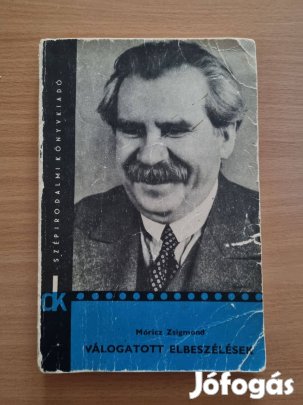 SZÉPIRODALMI KÖNYVKIADÓ
DK
Móricz Zsigmond
VÁLOGATOTT ELBESZÉLÉSEK
Jófogás